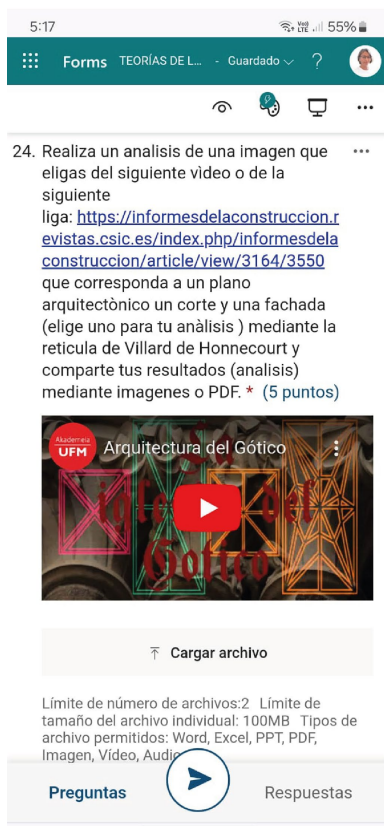 5:17
Vo)) LTE 55%
Forms TEORÍAS DE L... - Guardado ?
24. Realiza un analisis de una imagen que
eligas del siguiente vìdeo o de la
siguiente
liga: https://informesdelaconstruccion.r
evistas.csic.es/index.php/informesdela
construccion/article/view/3164/3550
que corresponda a un plano
arquitectònico un corte y una fachada
(elige uno para tu anàlisis ) mediante la
reticula de Villard de Honnecourt y
comparte tus resultados (analisis)
mediante imagenes o PDF. * (5 puntos)
Akademeia
UFM
Arquitectura del Gótico
del
Gotico
Cargar archivo
Límite de número de archivos:2 Límite de
tamaño del archivo individual: 100MB Tipos de
archivo permitidos: Word, Excel, PPT, PDF,
Imagen, Vídeo, Audio
Preguntas
Respuestas